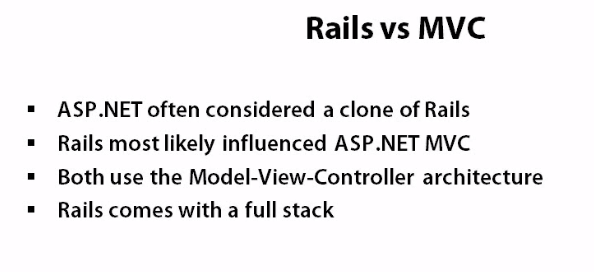 Rails vs MVC
▪ ASP.NET often considered a clone of Rails
▪ Rails most likely influenced ASP.NET MVC
▪ Both use the Model-View-Controller architecture
▪ Rails comes with a full stack